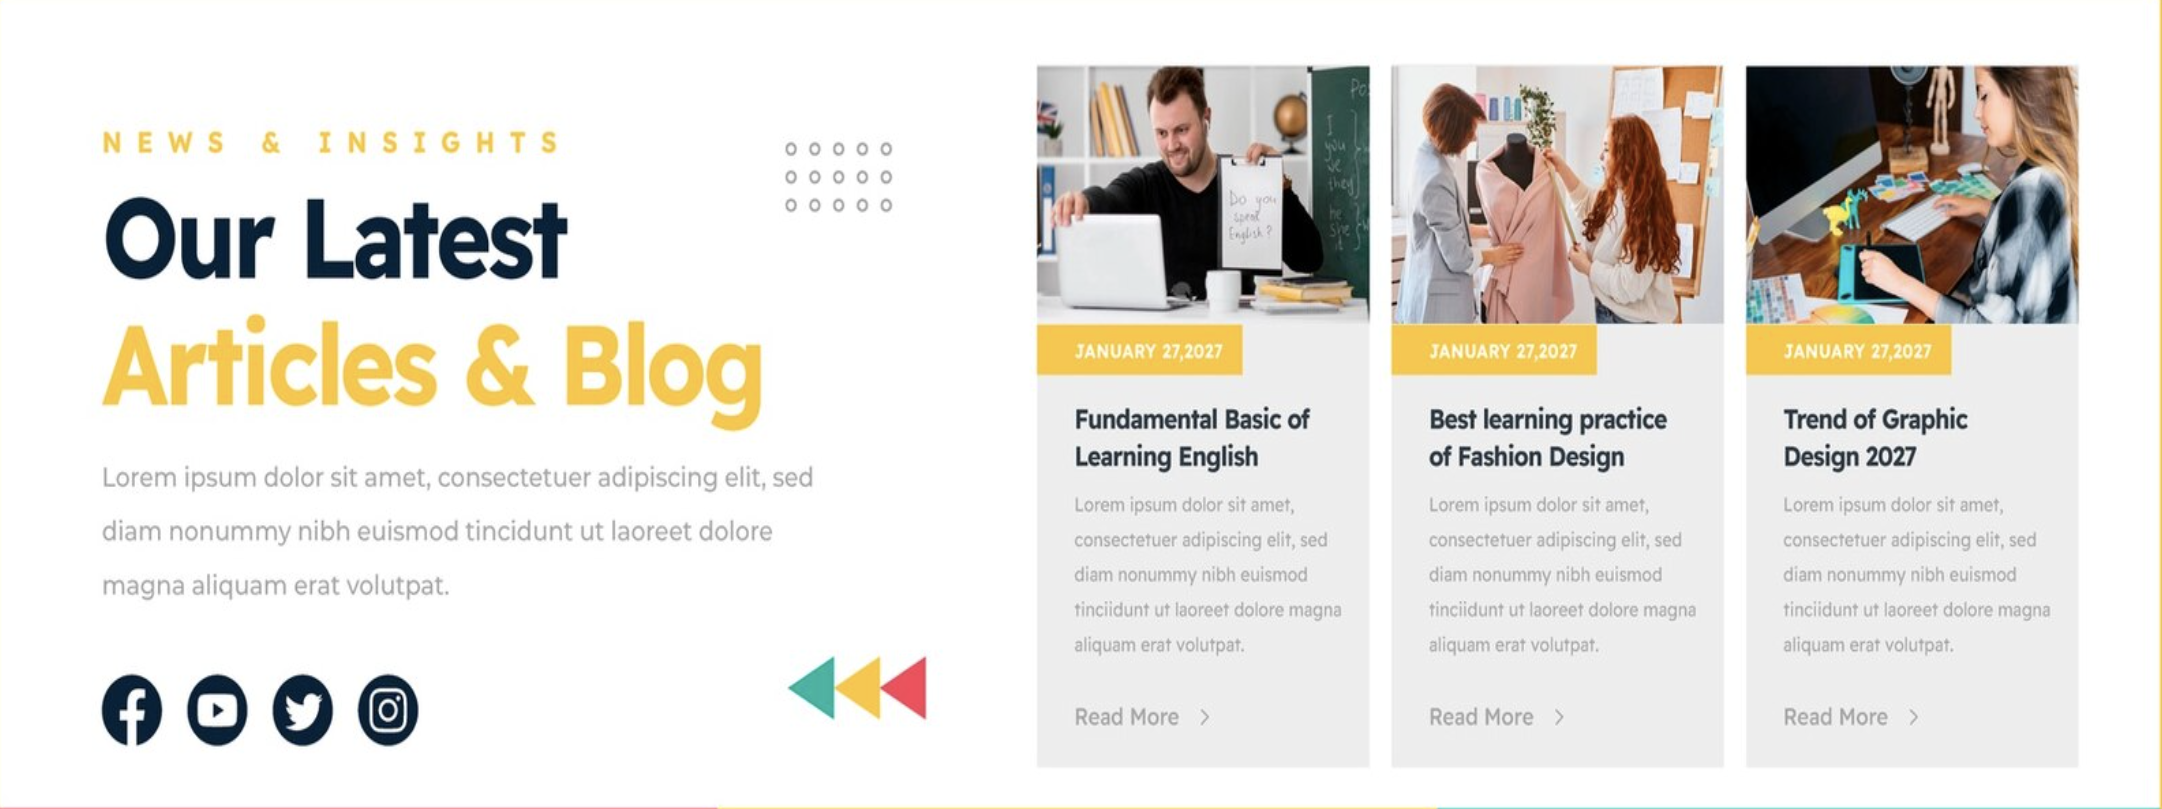 NEWS & INSIGHTS
Our Latest
Articles & Blog
Lorem ipsum dolor sit amet, consectetuer adipiscing elit, sed
diam nonummy nibh euismod tincidunt ut laoreet dolore
magna aliquam erat volutpat.
Po
I
you
we
they
he
she
Do you
speak
English?
JANUARY 27,2027
Fundamental Basic of
Learning English
Lorem ipsum dolor sit amet,
consectetuer adipiscing elit, sed
diam nonummy nibh euismod
tinciidunt ut laoreet dolore magna
aliquam erat volutpat.
Read More
JANUARY 27,2027
Best learning practice
of Fashion Design
Lorem ipsum dolor sit amet,
consectetuer adipiscing elit, sed
diam nonummy nibh euismod
tinciidunt ut laoreet dolore magna
aliquam erat volutpat.
Read More
JANUARY 27,2027
Trend of Graphic
Design 2027
Lorem ipsum dolor sit amet,
consectetuer adipiscing elit, sed
diam nonummy nibh euismod
tinciidunt ut laoreet dolore magna
aliquam erat volutpat.
Read More